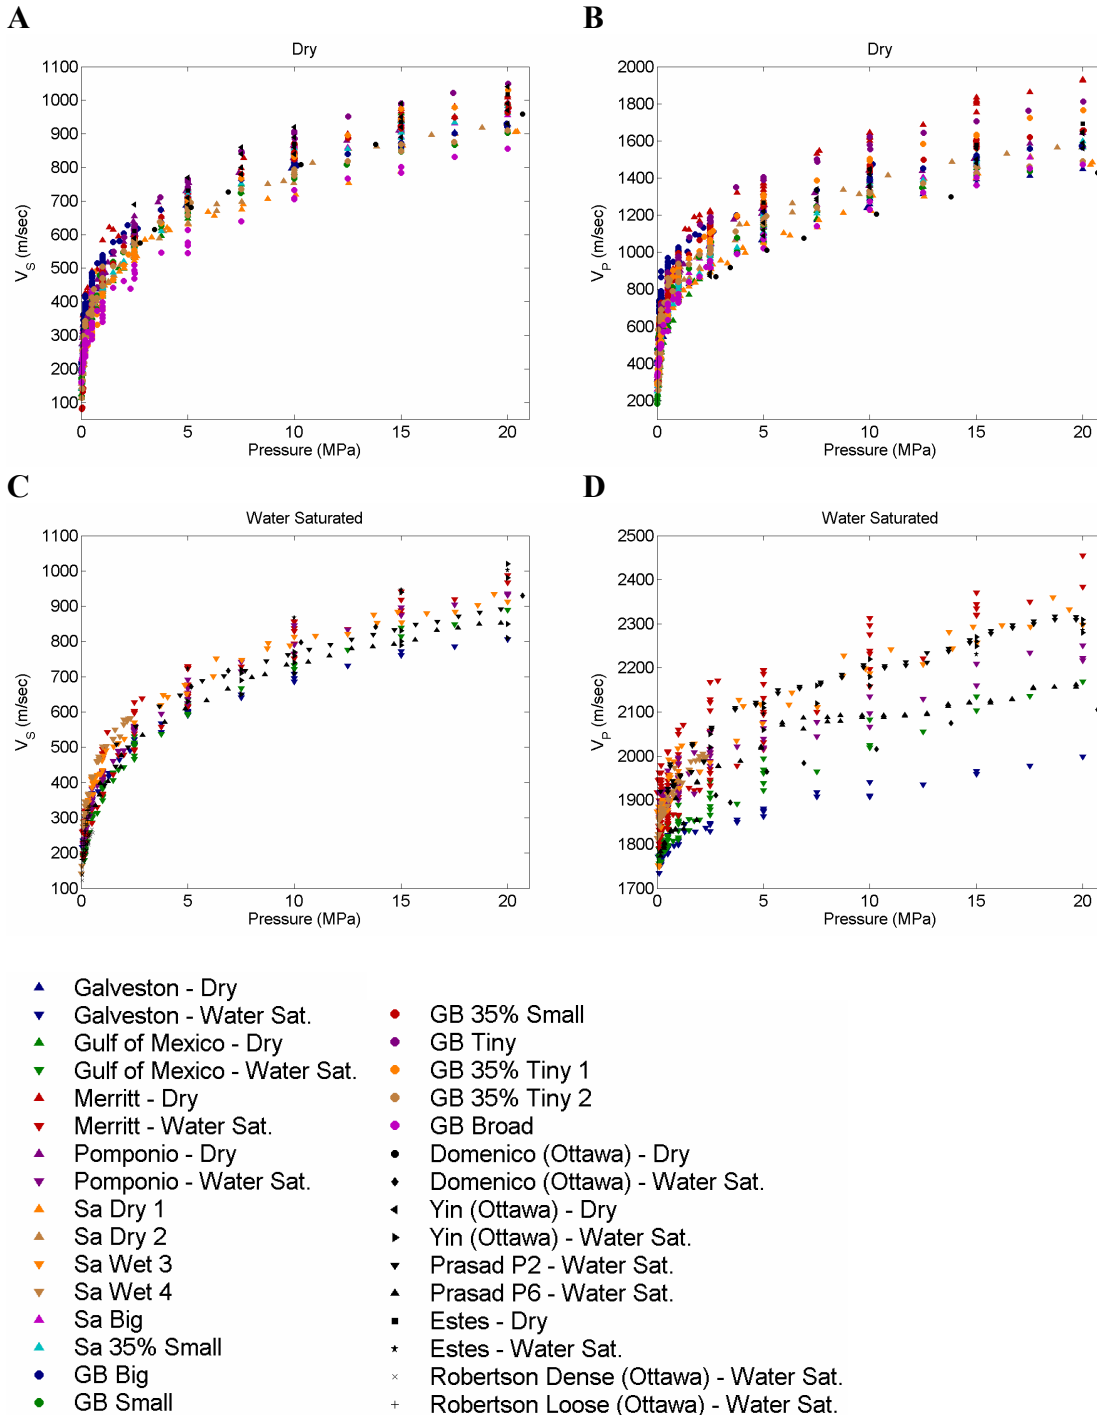 A
Dry
1100
1000
900
800
700
600
500
400
300
200
100
V_S (m/sec)
0 5 10 15 20
Pressure (MPa)
B
Dry
2000
1800
1600
1400
1200
1000
800
600
400
200
V_P (m/sec)
0 5 10 15 20
Pressure (MPa)
C
Water Saturated
1100
1000
900
800
700
600
500
400
300
200
100
V_S (m/sec)
0 5 10 15 20
Pressure (MPa)
D
Water Saturated
2500
2400
2300
2200
2100
2000
1900
1800
1700
V_P (m/sec)
0 5 10 15 20
Pressure (MPa)
Galveston - Dry
Galveston - Water Sat.
Gulf of Mexico - Dry
Gulf of Mexico - Water Sat.
Merritt - Dry
Merritt - Water Sat.
Pomponio - Dry
Pomponio - Water Sat.
Sa Dry 1
Sa Dry 2
Sa Wet 3
Sa Wet 4
Sa Big
Sa 35% Small
GB Big
GB Small
GB 35% Small
GB Tiny
GB 35% Tiny 1
GB 35% Tiny 2
GB Broad
Domenico (Ottawa) - Dry
Domenico (Ottawa) - Water Sat.
Yin (Ottawa) - Dry
Yin (Ottawa) - Water Sat.
Prasad P2 - Water Sat.
Prasad P6 - Water Sat.
Estes - Dry
Estes - Water Sat.
Robertson Dense (Ottawa) - Water Sat.
Robertson Loose (Ottawa) - Water Sat.